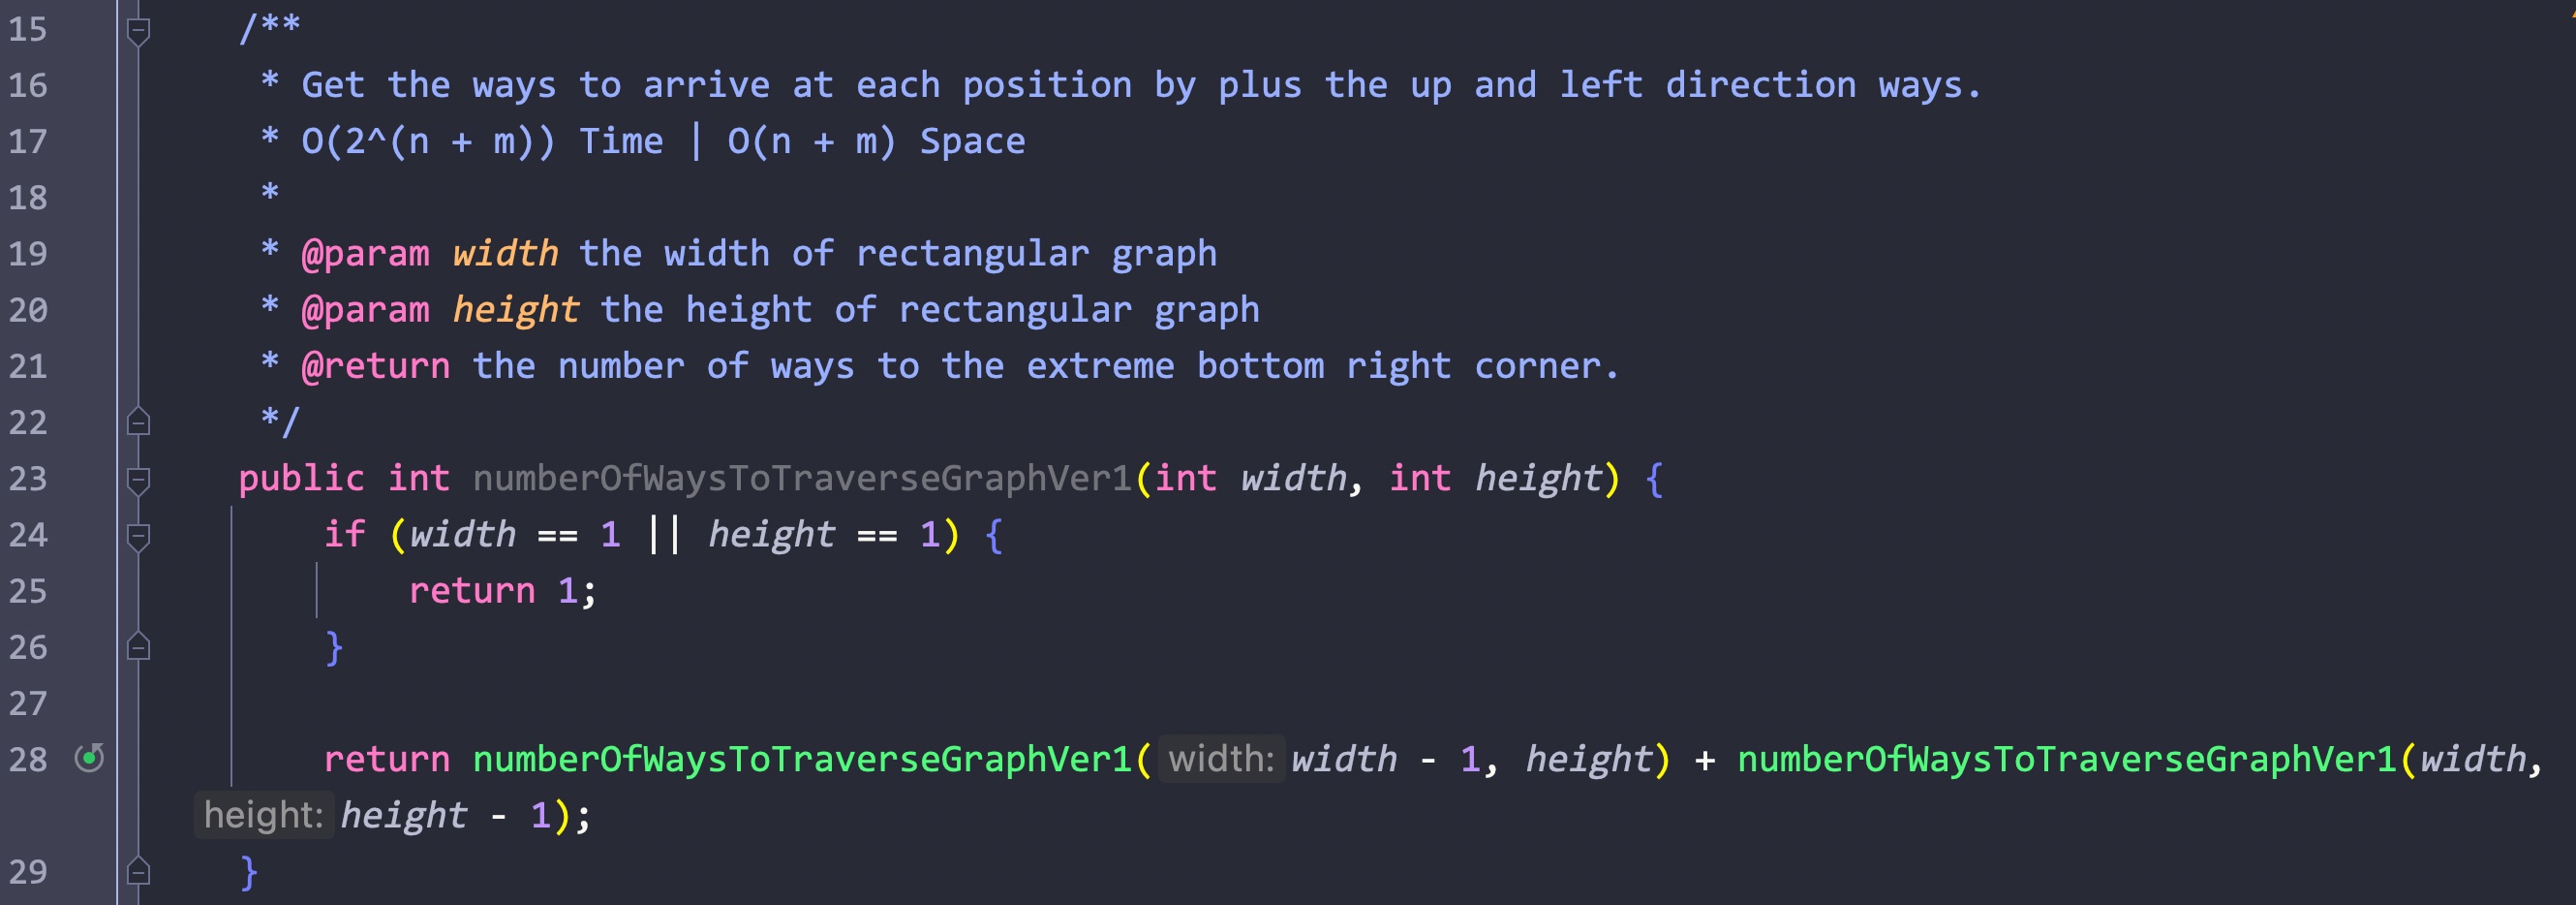 15 /**
16 * Get the ways to arrive at each position by plus the up and left direction ways.
17 * O(2^(n + m)) Time | O(n + m) Space
18 *
19 * @param width the width of rectangular graph
20 * @param height the height of rectangular graph
21 * @return the number of ways to the extreme bottom right corner.
22 */
23 public int numberOfWaysToTraverseGraphVer1(int width, int height) {
24 if (width == 1 || height == 1) {
25 return 1;
26 }
27
28 return numberOfWaysToTraverseGraphVer1( width: width - 1, height) + numberOfWaysToTraverseGraphVer1(width,
height: height - 1);
29 }